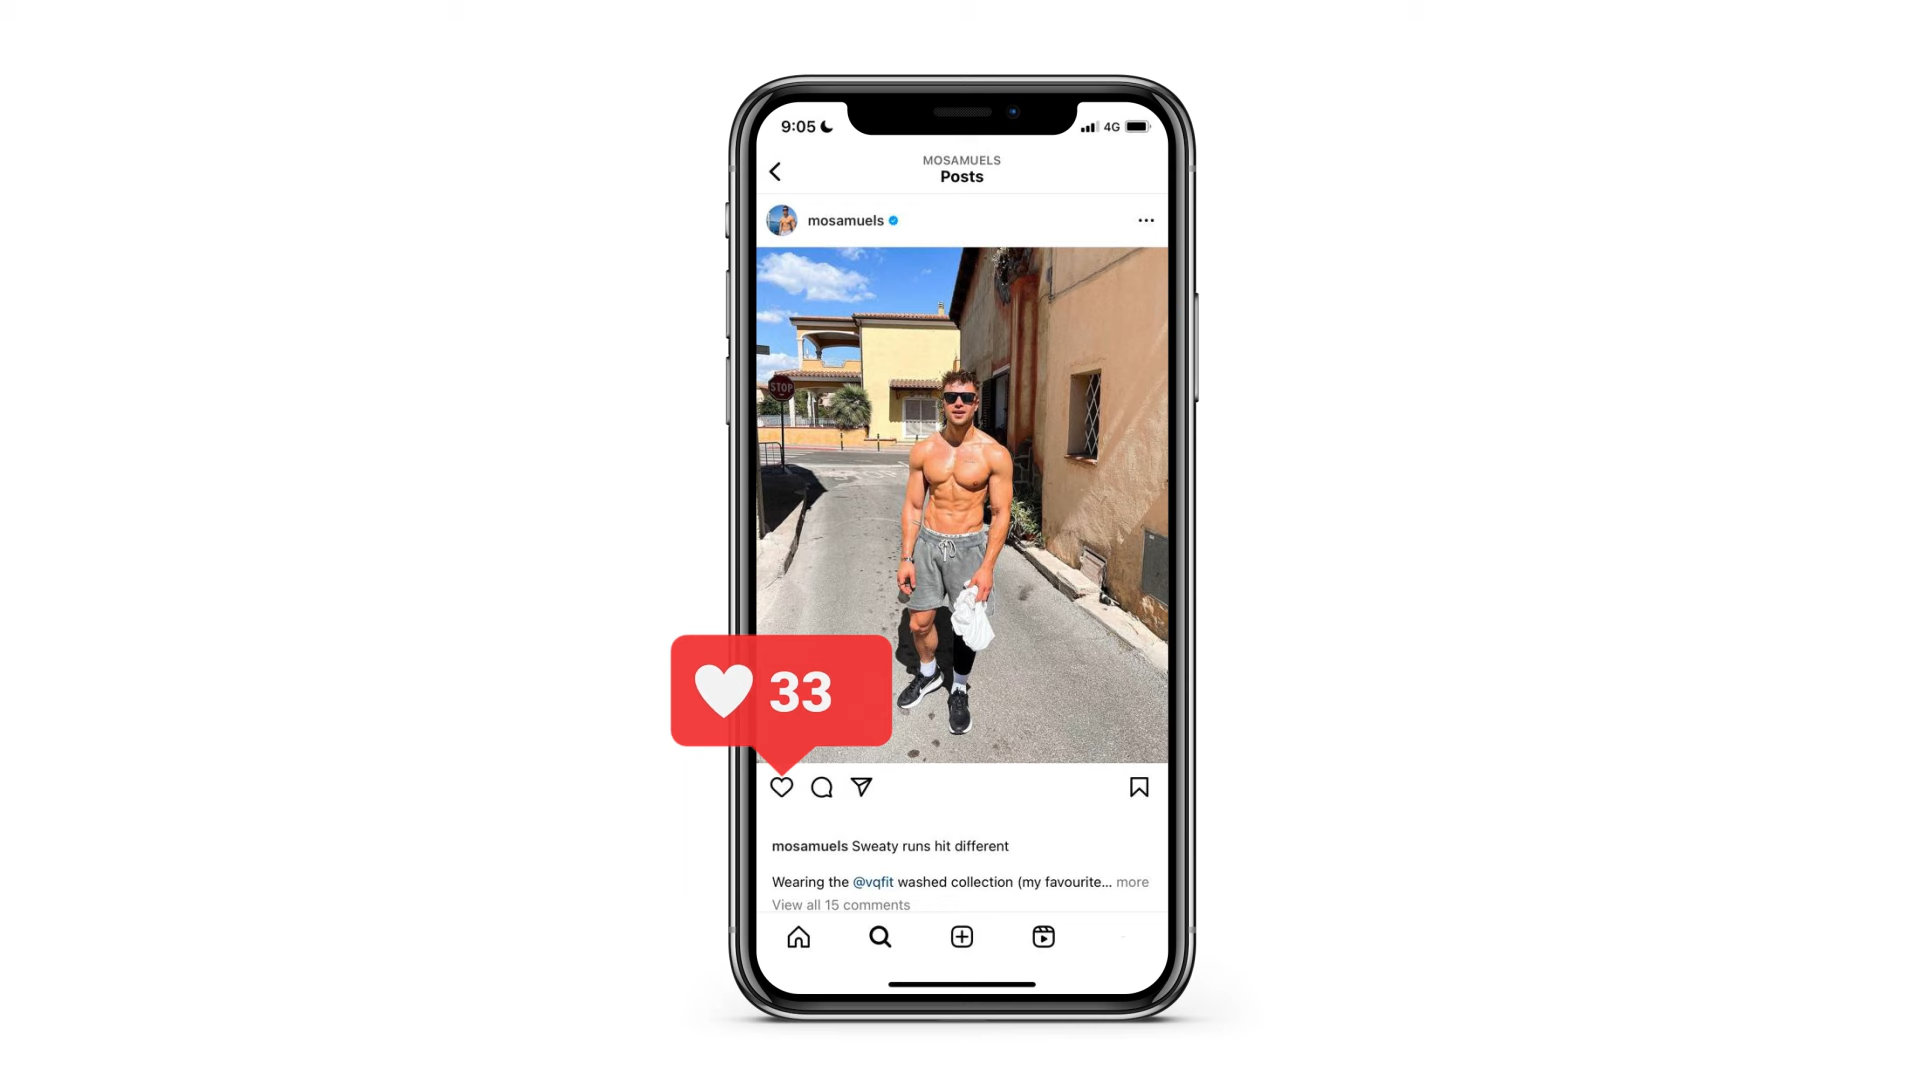 9:05
4G
MOSAMUELS
Posts
mosamuels
STOP
33
mosamuels Sweaty runs hit different
Wearing the @vqfit washed collection (my favourite... more
View all 15 comments